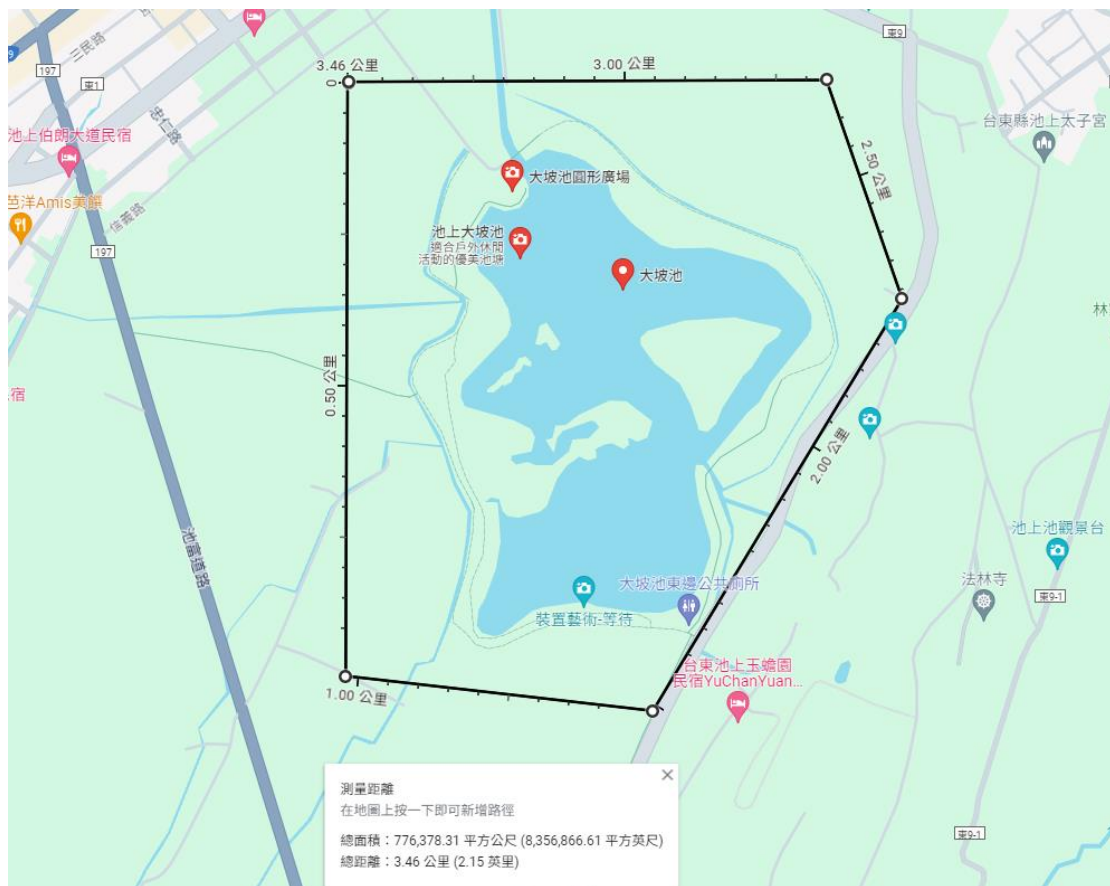 9
三民路
197
東1
東9
3.46 公里
0
3.00 公里
忠仁路
池上伯朗大道民宿
台東縣池上太子宮
2.50 公里
大坡池圓形廣場
芭洋Amis美饌
信義路
197
池上大坡池
適合戶外休閒
活動的優美池塘
大坡池
林
0.50 公里
宿
2.00 公里
池富道路
池上池觀景台
大坡池東邊公共廁所
法林寺
東9-1
裝置藝術-等待
台東池上玉蟾園
民宿YuChanYuan...
1.00 公里
測量距離
在地圖上按一下即可新增路徑
總面積：776,378.31 平方公尺 (8,356,866.61 平方英尺)
總距離：3.46 公里 (2.15 英里)
東9-1